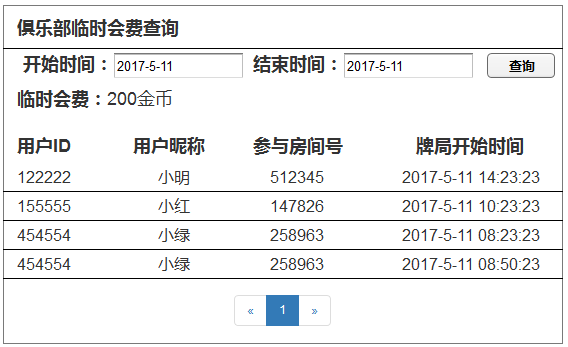 俱乐部临时会费查询
开始时间：2017-5-11 结束时间：2017-5-11 查询
临时会费：200金币
用户ID 用户昵称 参与房间号 牌局开始时间
122222 小明 512345 2017-5-11 14:23:23
155555 小红 147826 2017-5-11 10:23:23
454554 小绿 258963 2017-5-11 08:23:23
454554 小绿 258963 2017-5-11 08:50:23
« 1 »